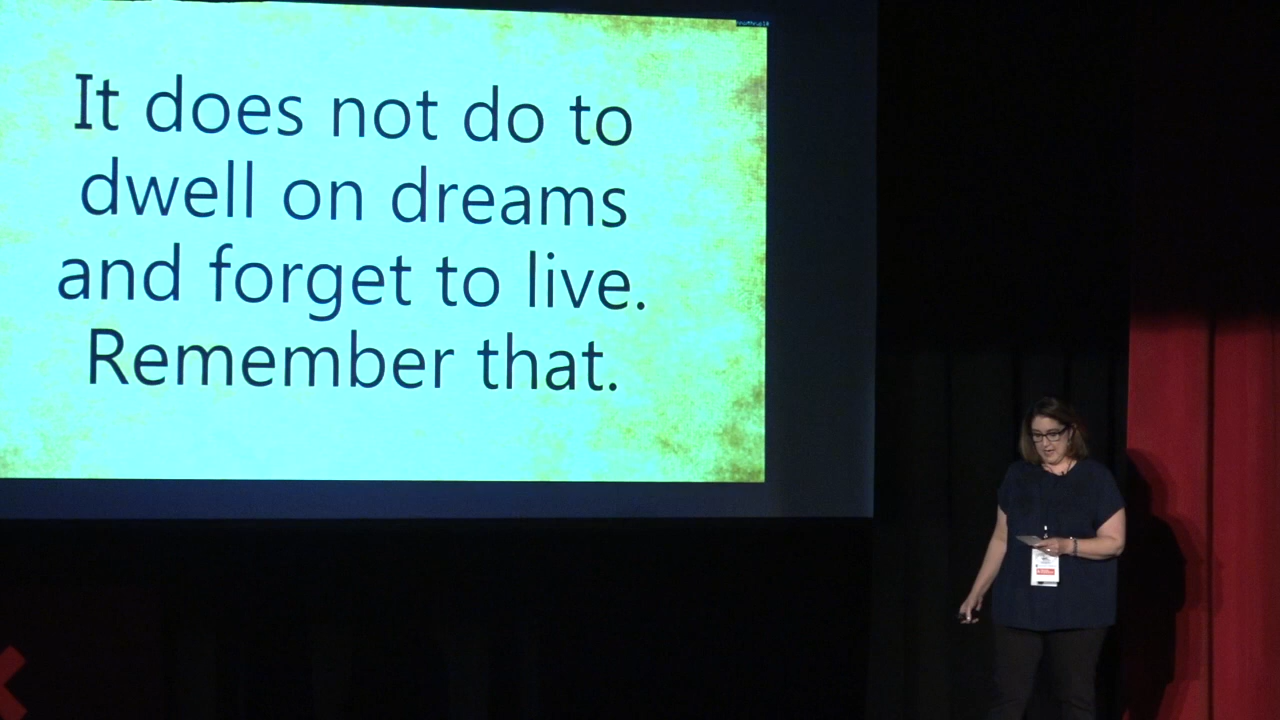 It does not do to
dwell on dreams
and forget to live.
Remember that.